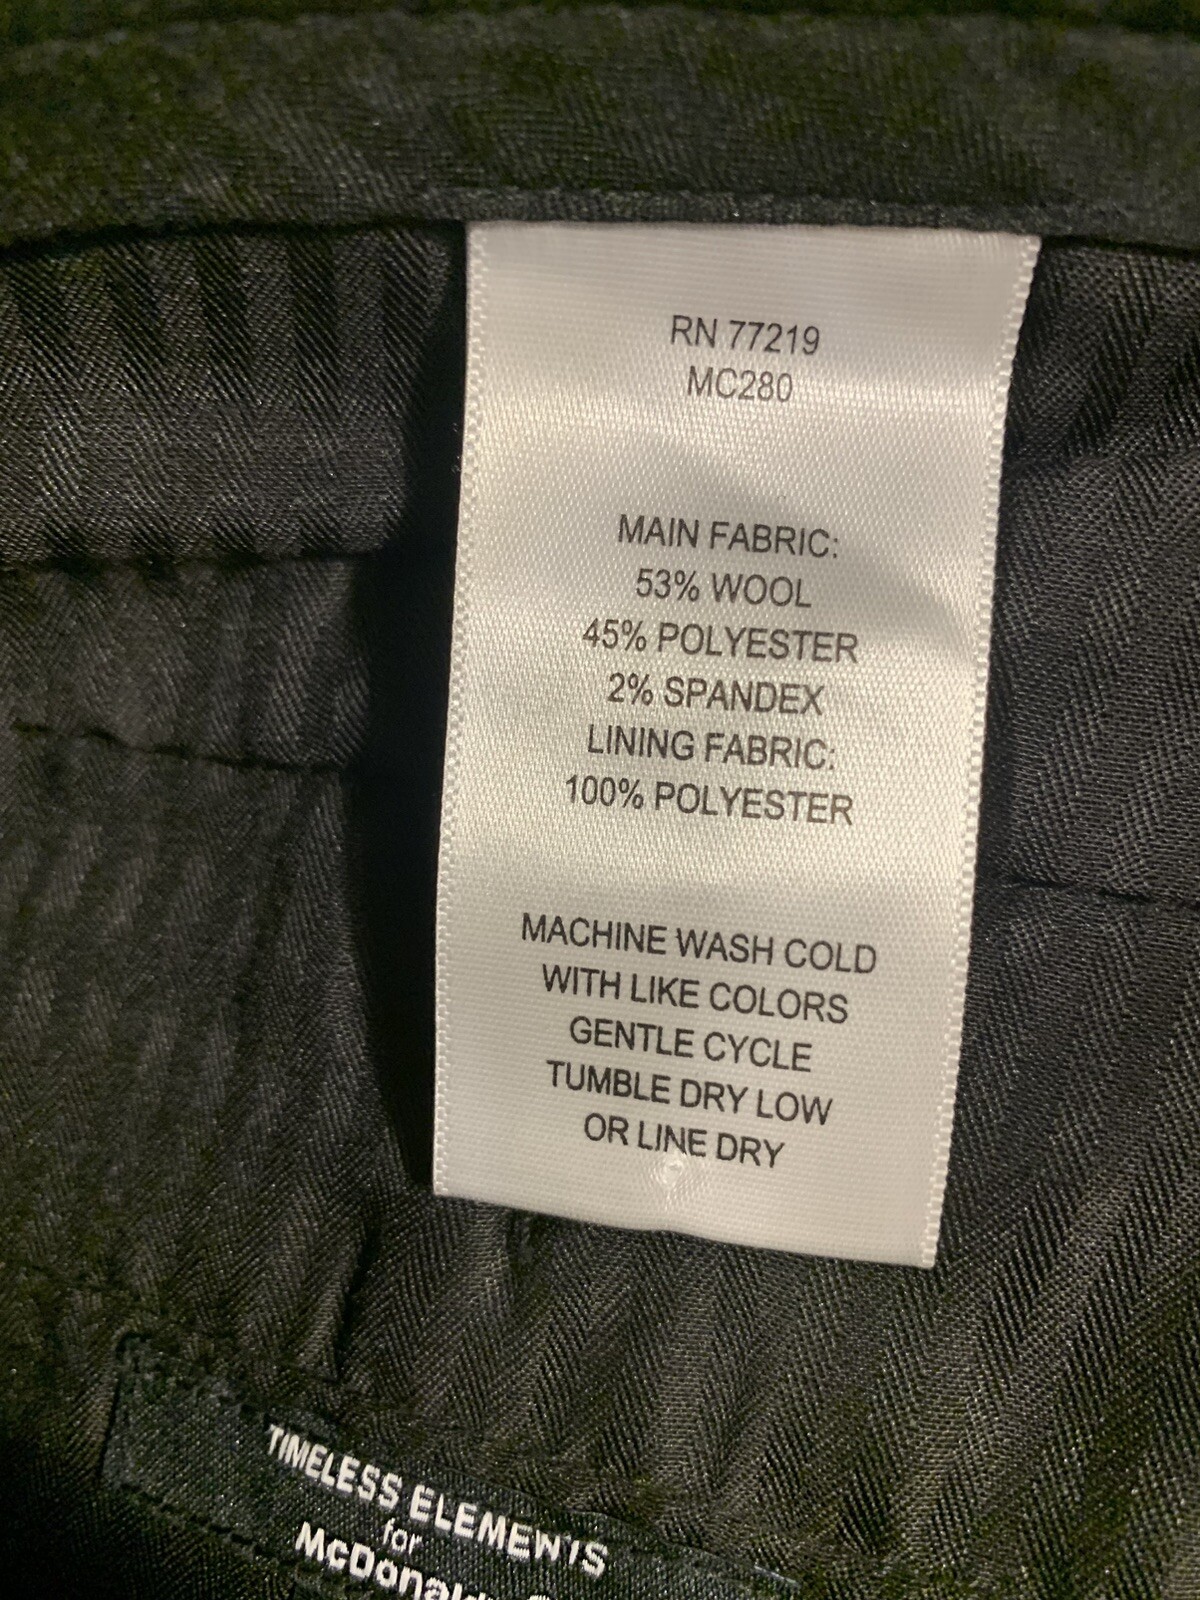 RN 77219
MC280
MAIN FABRIC:
53% WOOL
45% POLYESTER
2% SPANDEX
LINING FABRIC:
100% POLYESTER
MACHINE WASH COLD
WITH LIKE COLORS
GENTLE CYCLE
TUMBLE DRY LOW
OR LINE DRY
TIMELESS ELEMENTS
for